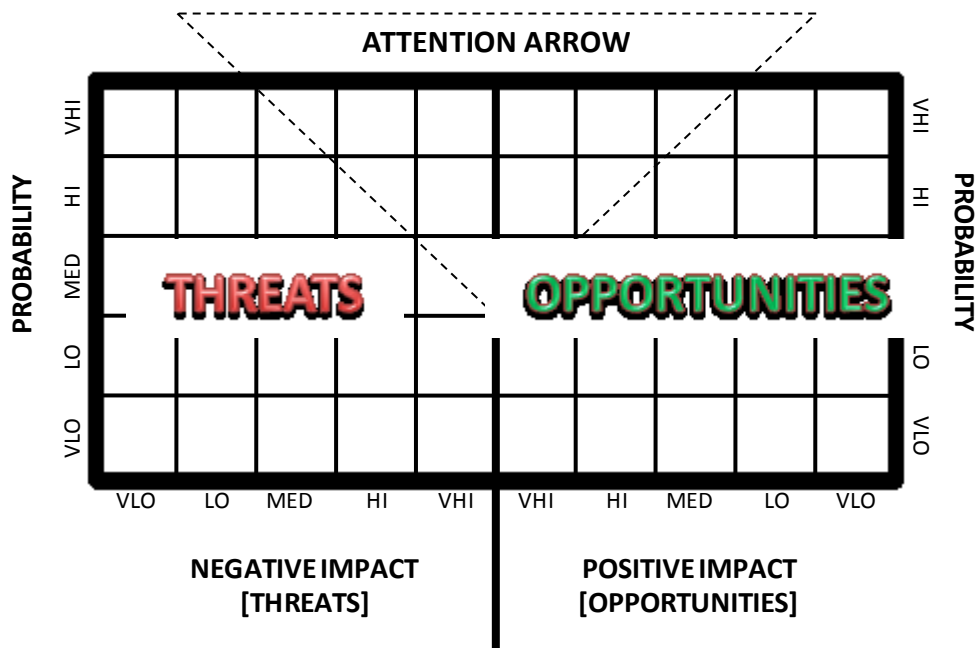 ATTENTION ARROW
VHI
HI
MED
LO
VLO
PROBABILITY
THREATS
OPPORTUNITIES
VHI
HI
LO
VLO
PROBABILITY
VLO LO MED HI VHI VHI HI MED LO VLO
NEGATIVE IMPACT
[THREATS]
POSITIVE IMPACT
[OPPORTUNITIES]